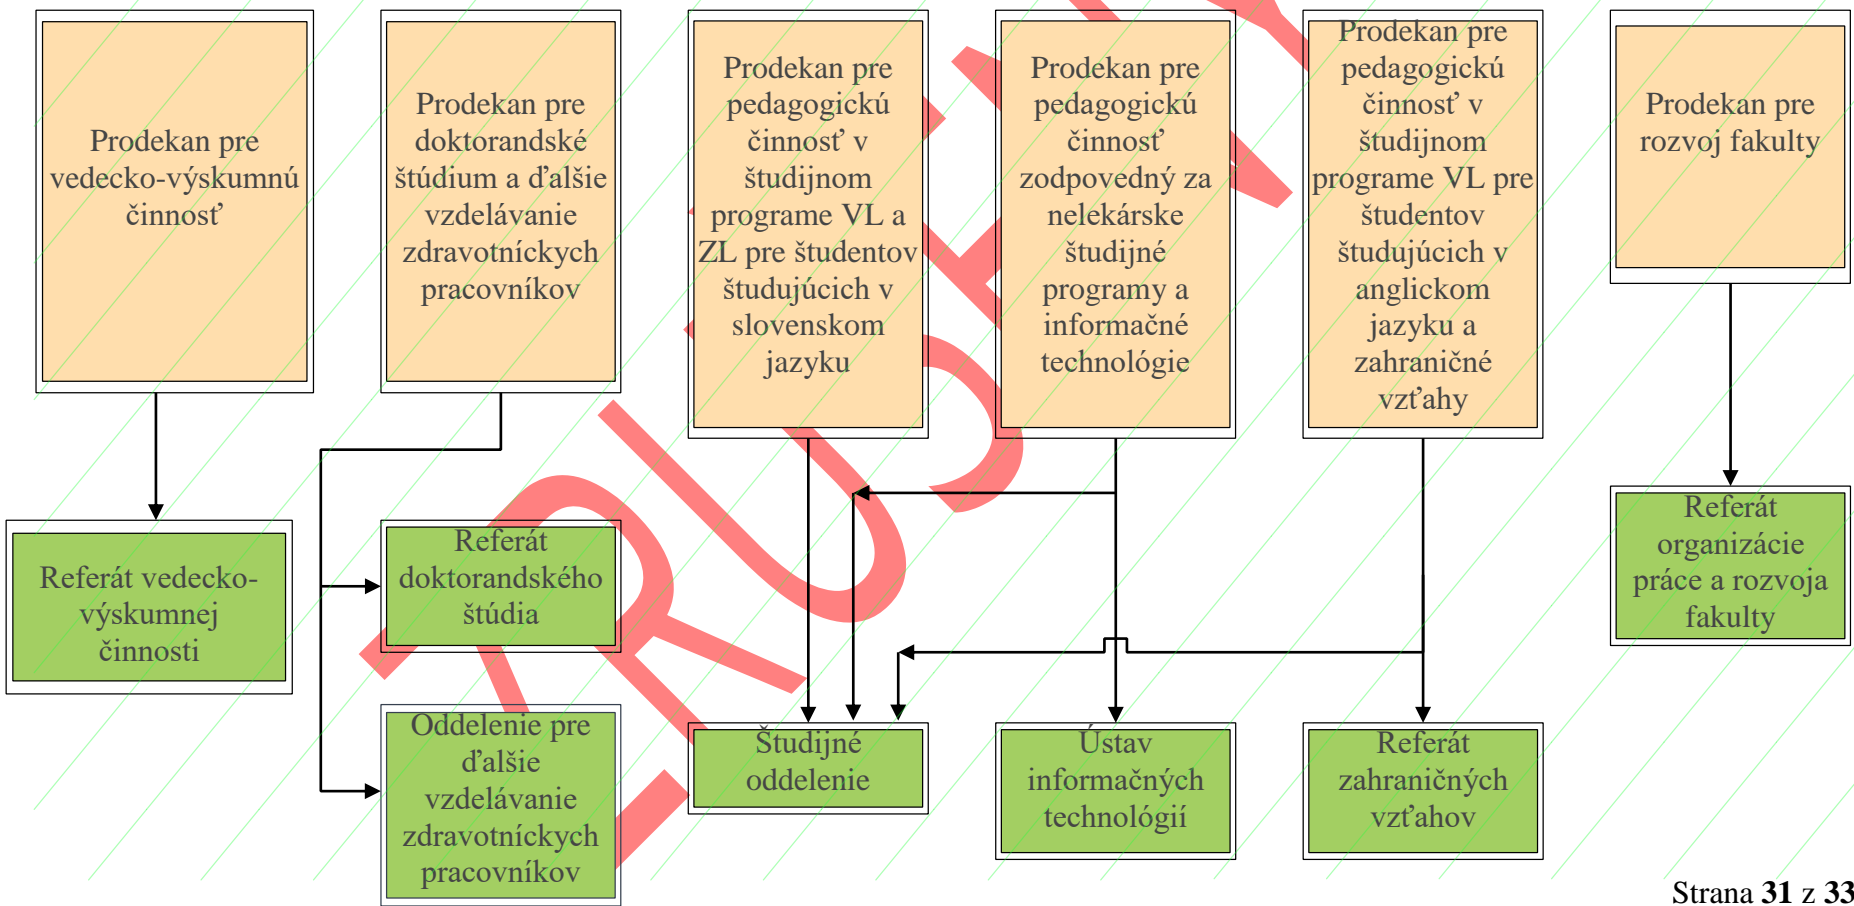 Prodekan pre
vedecko-výskumnú
činnosť
Prodekan pre
doktorandské
štúdium a ďalšie
vzdelávanie
zdravotníckych
pracovníkov
Prodekan pre
pedagogickú
činnosť v
študijnom
programe VL a
ZL pre študentov
študujúcich v
slovenskom
jazyku
Prodekan pre
pedagogickú
činnosť
zodpovedný za
nelekárske
študijné
programy a
informačné
technológie
Prodekan pre
pedagogickú
činnosť v
študijnom
programe VL pre
študentov
študujúcich v
anglickom
jazyku a
zahraničné
vzťahy
Prodekan pre
rozvoj fakulty
Referát vedecko-
výskumnej
činnosti
Referát
doktorandského
štúdia
Oddelenie pre
ďalšie
vzdelávanie
zdravotníckych
pracovníkov
Študijné
oddelenie
Ústav
informačných
technológií
Referát
zahraničných
vzťahov
Referát
organizácie
práce a rozvoja
fakulty
Strana 31 z 33